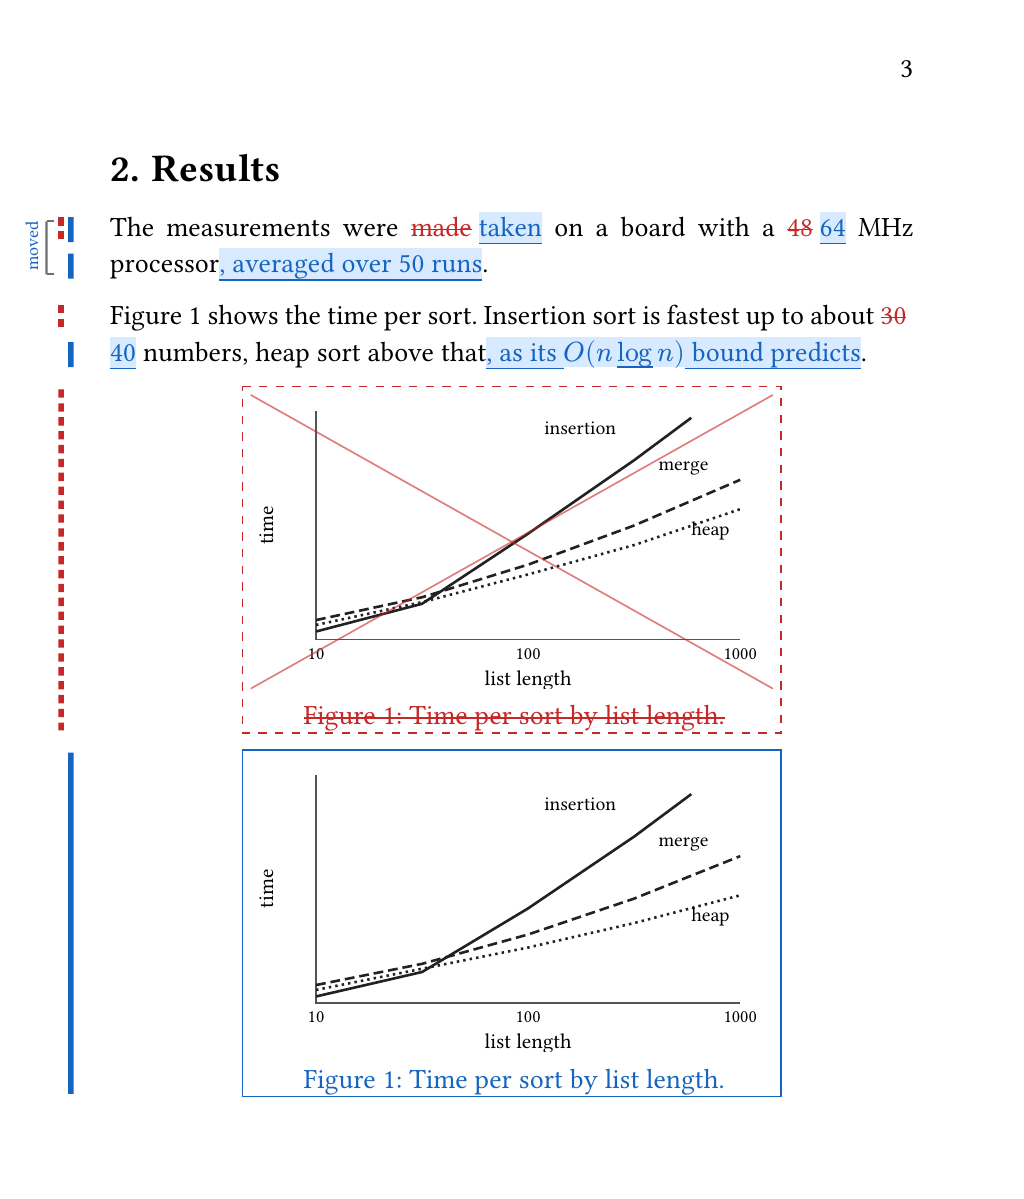 3
2. Results
moved
The measurements were made taken on a board with a 48 64 MHz
processor, averaged over 50 runs.
Figure 1 shows the time per sort. Insertion sort is fastest up to about 30
40 numbers, heap sort above that, as its O(n log n) bound predicts.
insertion
merge
heap
time
10 100 1000
list length
Figure 1: Time per sort by list length.
insertion
merge
heap
time
10 100 1000
list length
Figure 1: Time per sort by list length.